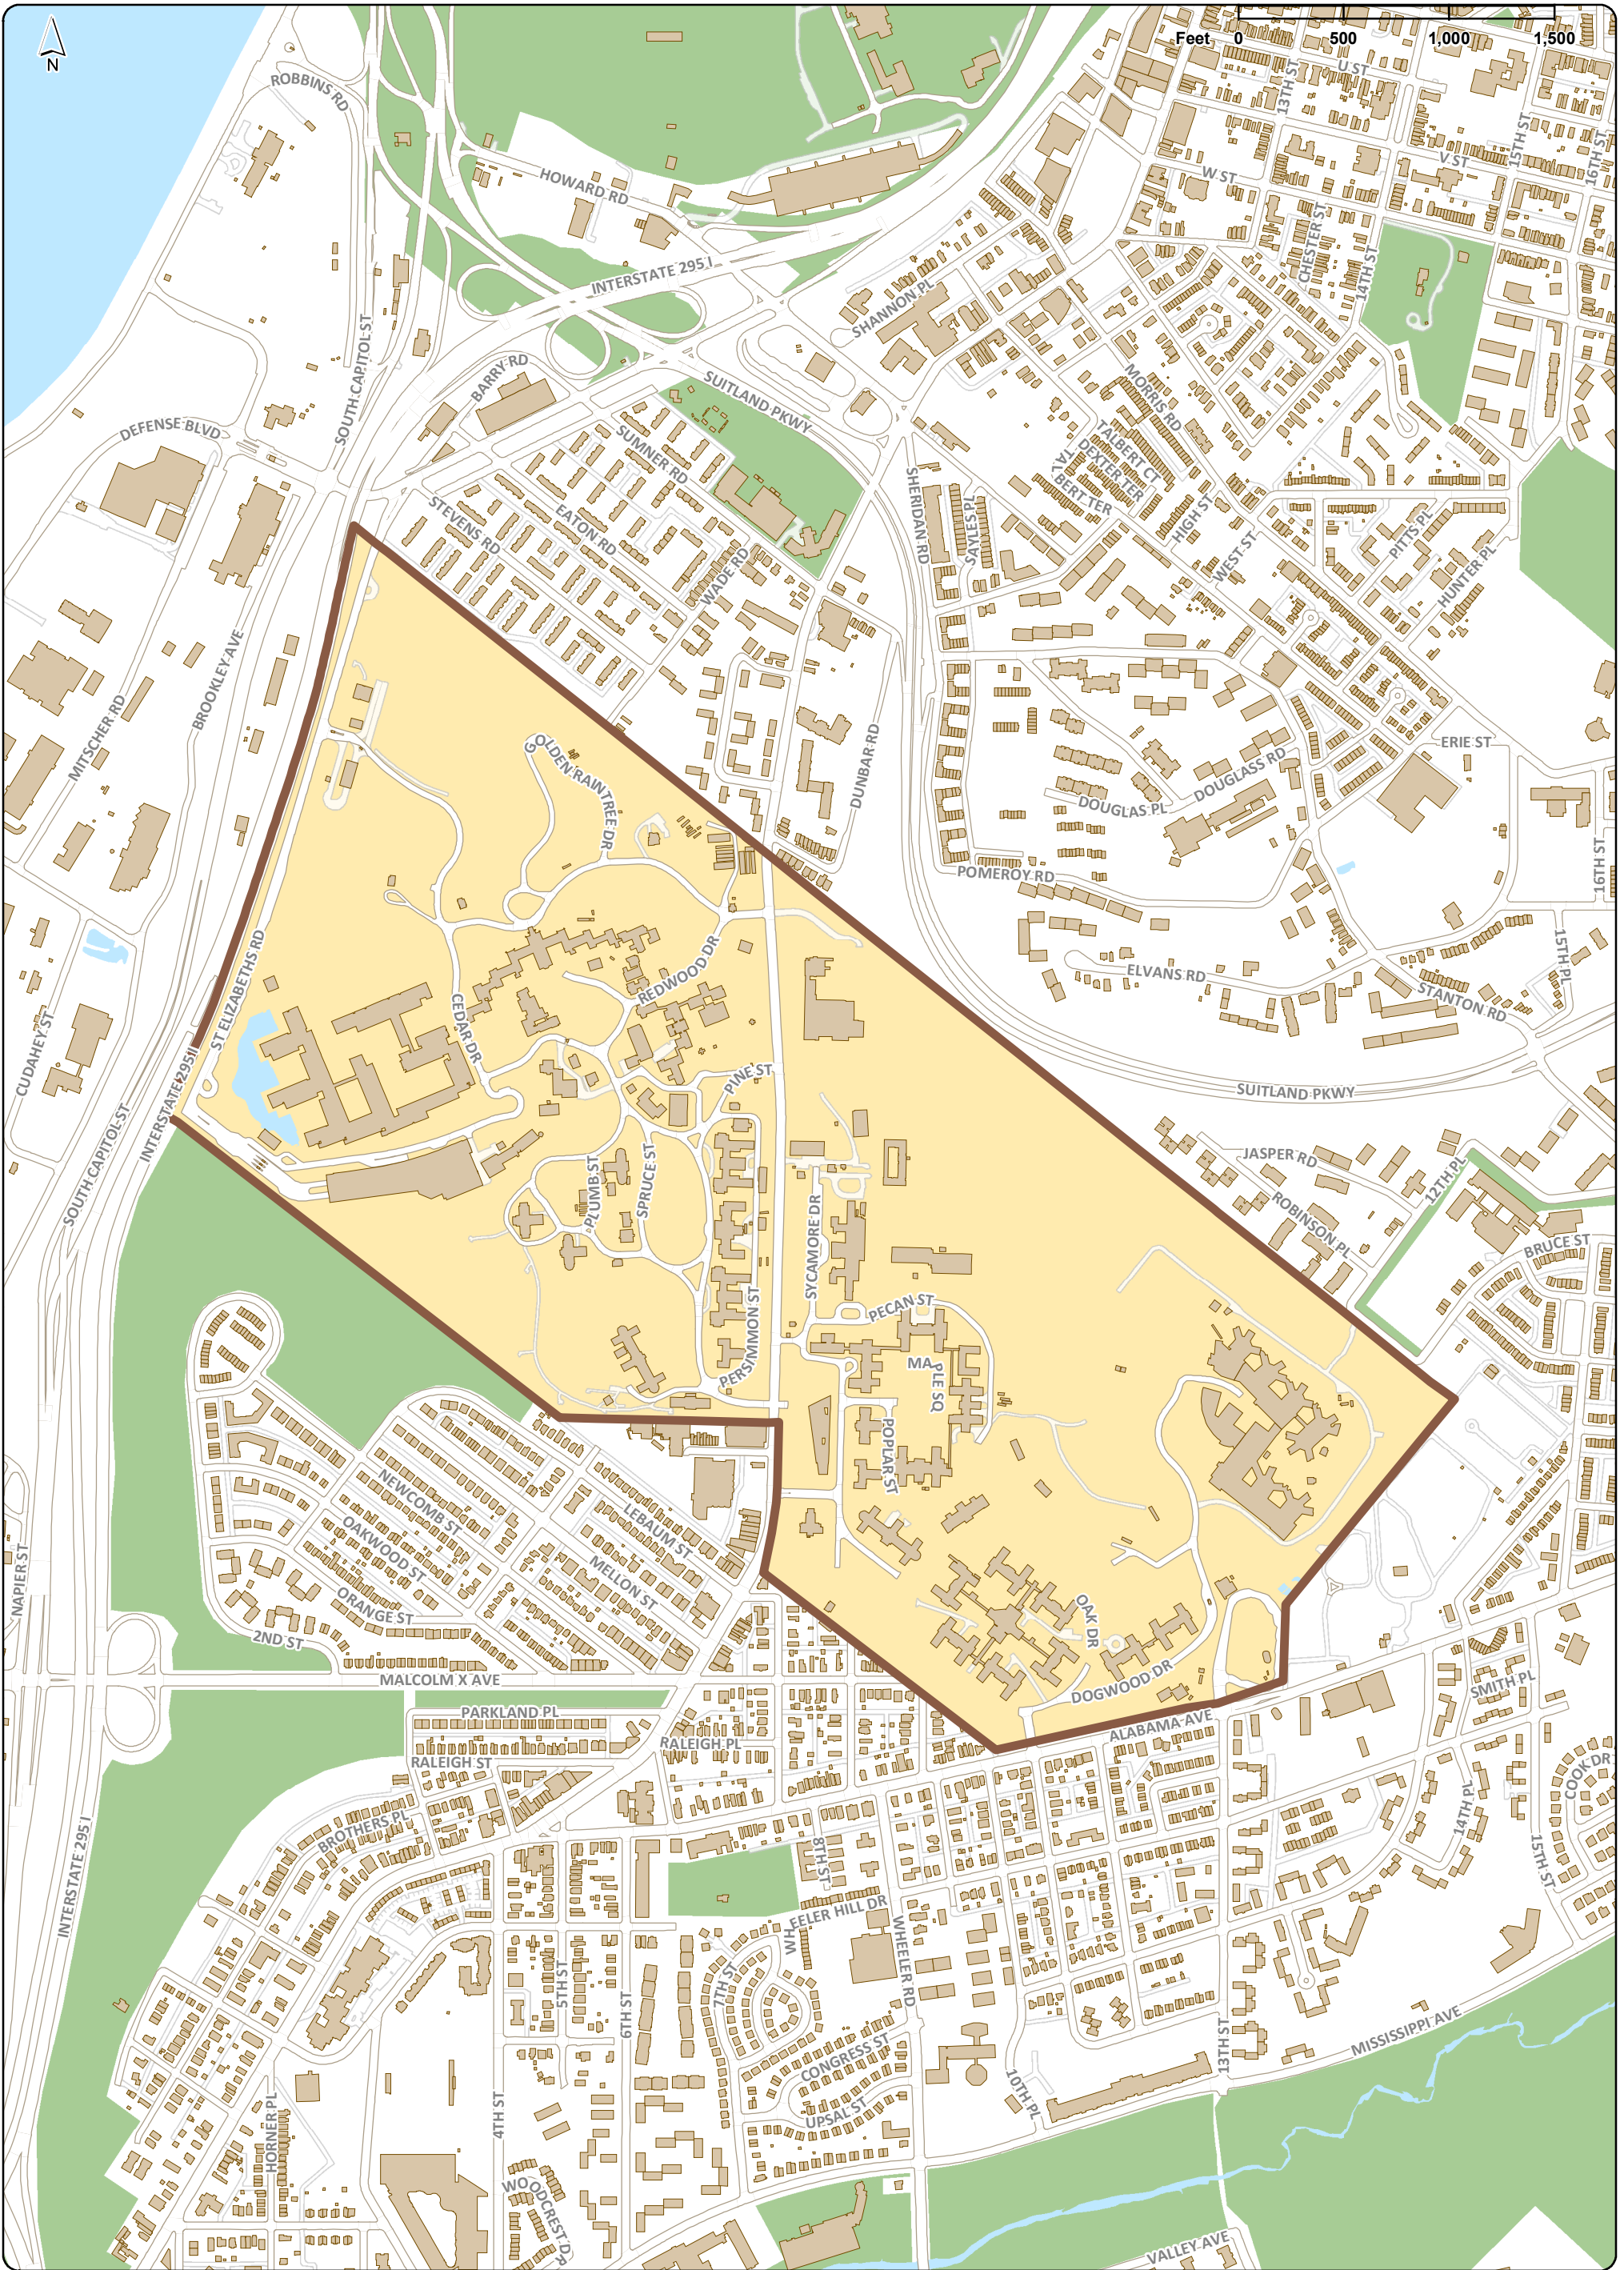 Feet 0 500 1,000 1,500
N
ROBBINS RD
U ST
13TH ST
15TH ST
16TH ST
V ST
W ST
HOWARD RD
CHESTER ST
14TH ST
INTERSTATE 295 I
SHANNON PL
SOUTH CAPITOL ST
BARRY RD
SUITLAND PKWY
MORRIS RD
DEFENSE BLVD
SUMNER RD
TALBERT CT
DEXTER TER
TALBERT TER
SHERIDAN RD
SAYLES PL
HIGH ST
STEVENS RD
EATON RD
PITTS PL
WEST ST
WADE RD
HUNTER PL
BROOKLEY AVE
MITSCHER RD
GOLDEN RAINTREE DR
DUNBAR RD
ERIE ST
DOUGLASS RD
DOUGLAS PL
POMEROY RD
16TH ST
ST ELIZABETHS RD
REDWOOD DR
ELVANS RD
15TH PL
STANTON RD
CEDAR DR
CUDAHEY ST
INTERSTATE 295 I
PINE ST
SUITLAND PKWY
SOUTH CAPITOL ST
JASPER RD
12TH PL
PLUMB ST
SPRUCE ST
SYCAMORE DR
ROBINSON PL
BRUCE ST
PECAN ST
PERSIMMON ST
MAPLE SQ
POPLAR ST
NEWCOMB ST
LEBAUM ST
OAKWOOD ST
MELLON ST
NAPIER ST
ORANGE ST
2ND ST
OAK DR
MALCOLM X AVE
DOGWOOD DR
SMITH PL
PARKLAND PL
ALABAMA AVE
RALEIGH PL
RALEIGH ST
COOK DR
BROTHERS PL
14TH PL
INTERSTATE 295 I
8TH ST
15TH ST
WHEELER HILL DR
WHEELER RD
5TH ST
7TH ST
6TH ST
CONGRESS ST
13TH ST
MISSISSIPPI AVE
10TH PL
UPSAL ST
4TH ST
HORNER PL
WOODCREST DR
VALLEY AVE